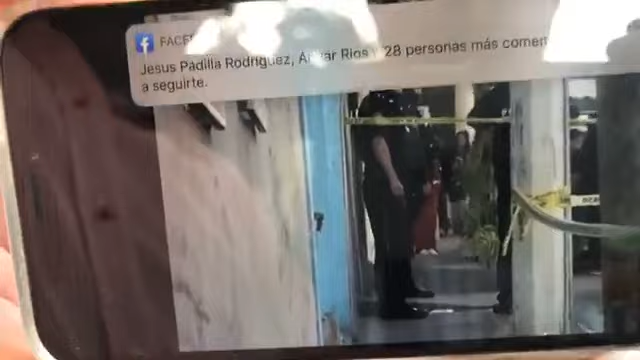 FACE
Jesus Padilla Rodriguez, Rios y 28 personas más comen
a seguirte.